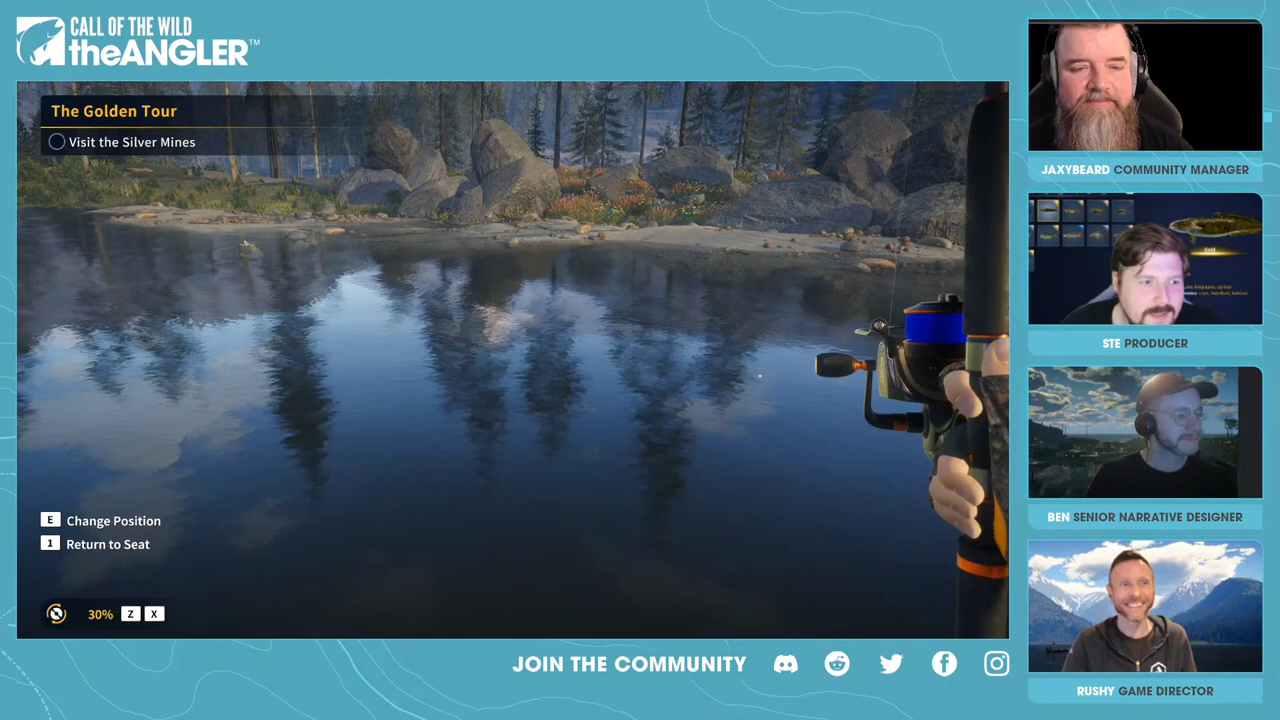 CALL OF THE WILD
theANGLER™
The Golden Tour
Visit the Silver Mines
E Change Position
1 Return to Seat
30% Z X
JOIN THE COMMUNITY
JAXYBEARD COMMUNITY MANAGER
STE PRODUCER
BEN SENIOR NARRATIVE DESIGNER
RUSHY GAME DIRECTOR